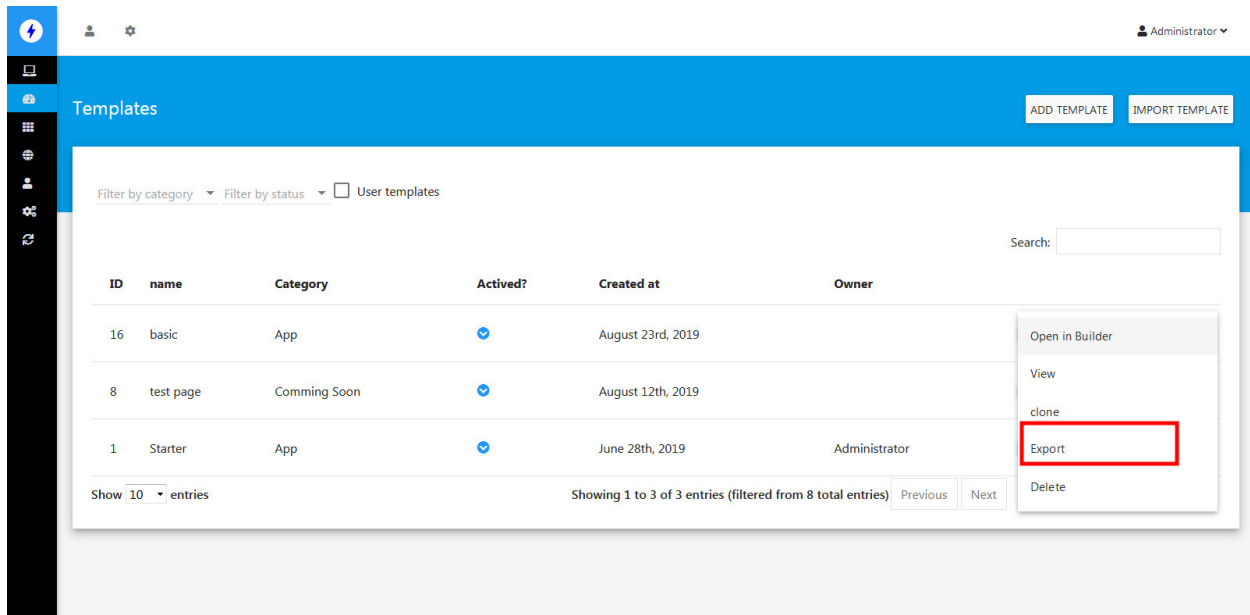 Administrator
Templates
ADD TEMPLATE
IMPORT TEMPLATE
Filter by category
Filter by status
User templates
Search:
ID name Category Actived? Created at Owner
16 basic App August 23rd, 2019
8 test page Comming Soon August 12th, 2019
1 Starter App June 28th, 2019 Administrator
Open in Builder
View
clone
Export
Delete
Show 10 entries
Showing 1 to 3 of 3 entries (filtered from 8 total entries)
Previous
Next